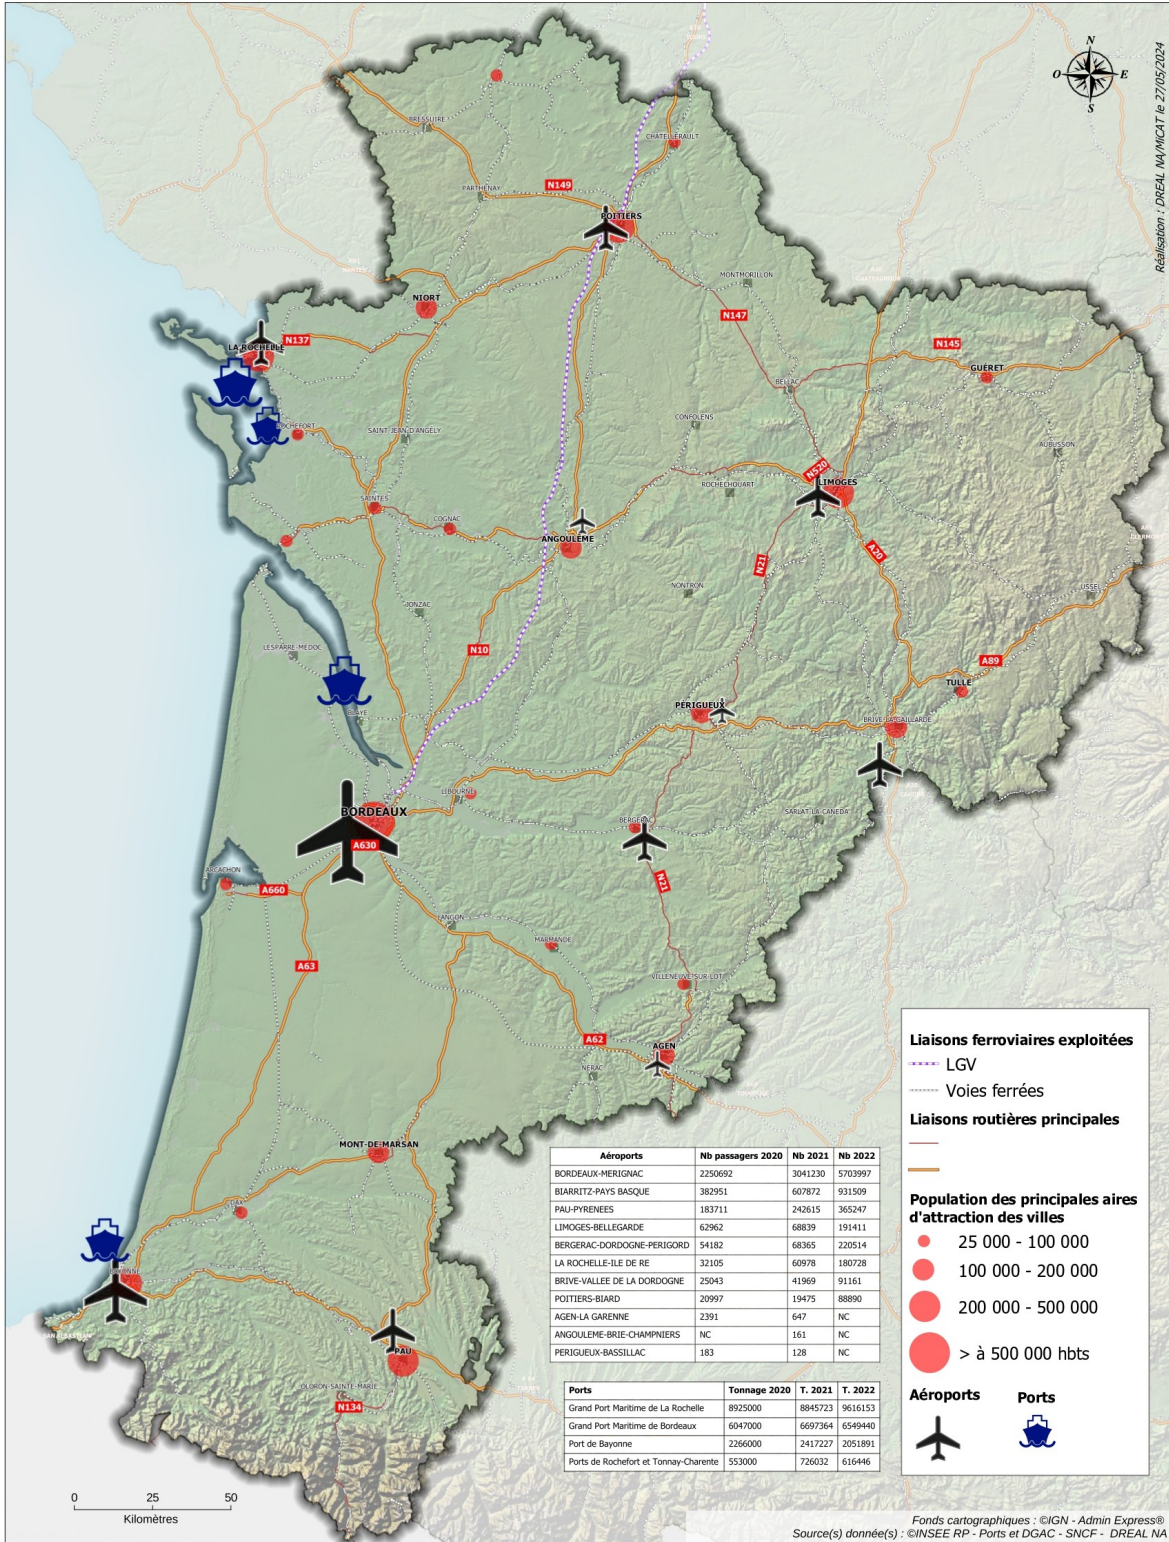 N
O
E
S
Réalisation : DREAL NA/MiCAT le 27/05/2024
BRESSUIRE
CHATELLERAULT
PARTHENAY
N149
POITIERS
MONTMORILLON
NIORT
N147
LA ROCHELLE
N137
N145
GUÉRET
BELLAC
CONFOLENS
ROCHEFORT
SAINT-JEAN-D'ANGELY
AUBUSSON
N520
LIMOGES
ROCHECHOUART
SAINTES
COGNAC
ANGOULEME
A20
N21
NONTRON
USSEL
JONZAC
LESPARRE-MEDOC
N10
A89
TULLE
PÉRIGUEUX
BRIVE-LA-GAILLARDE
BLAYE
LIBOURNE
BORDEAUX
SARLAT-LA-CANEDA
BERGERAC
A630
ARCACHON
A660
N21
LANGON
MARMANDE
A63
VILLENEUVE-SUR-LOT
A62
AGEN
NERAC
MONT-DE-MARSAN
DAX
BAYONNE
SAN SEBASTIAN
PAU
OLORON-SAINTE-MARIE
N134
Liaisons ferroviaires exploitées
LGV
Voies ferrées
Liaisons routières principales
Population des principales aires
d'attraction des villes
25 000 - 100 000
100 000 - 200 000
200 000 - 500 000
> à 500 000 hbts
Aéroports Ports
Aéroports Nb passagers 2020 Nb 2021 Nb 2022
BORDEAUX-MERIGNAC 2250692 3041230 5703997
BIARRITZ-PAYS BASQUE 382951 607872 931509
PAU-PYRENEES 183711 242615 365247
LIMOGES-BELLEGARDE 62962 68839 191411
BERGERAC-DORDOGNE-PERIGORD 54182 68365 220514
LA ROCHELLE-ILE DE RE 32105 60978 180728
BRIVE-VALLEE DE LA DORDOGNE 25043 41969 91161
POITIERS-BIARD 20997 19475 88890
AGEN-LA GARENNE 2391 647 NC
ANGOULEME-BRIE-CHAMPNIERS NC 161 NC
PERIGUEUX-BASSILLAC 183 128 NC
Ports Tonnage 2020 T. 2021 T. 2022
Grand Port Maritime de La Rochelle 8925000 8845723 9616153
Grand Port Maritime de Bordeaux 6047000 6697364 6549440
Port de Bayonne 2266000 2417227 2051891
Ports de Rochefort et Tonnay-Charente 553000 726032 616446
0 25 50
Kilomètres
Fonds cartographiques : ©IGN - Admin Express®
Source(s) donnée(s) : ©INSEE RP - Ports et DGAC - SNCF - DREAL NA